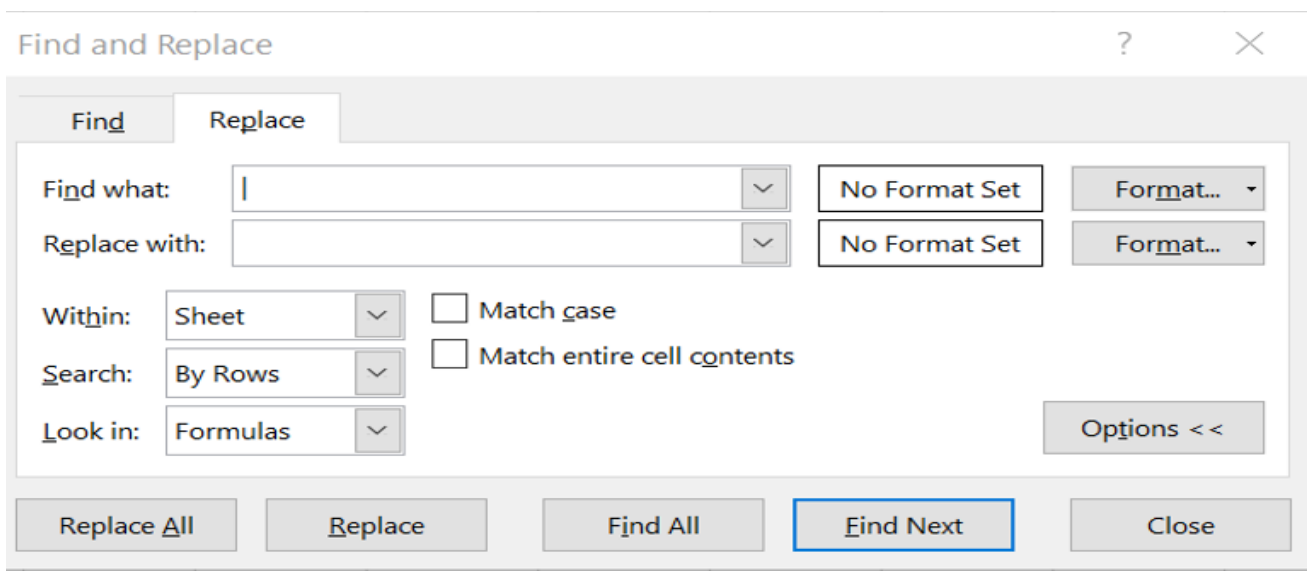 Find and Replace ?
Find Replace
Find what: No Format Set Format...
Replace with: No Format Set Format...
Within: Sheet Match case
Match entire cell contents
Search: By Rows
Look in: Formulas Options <<
Replace All Replace Find All Find Next Close